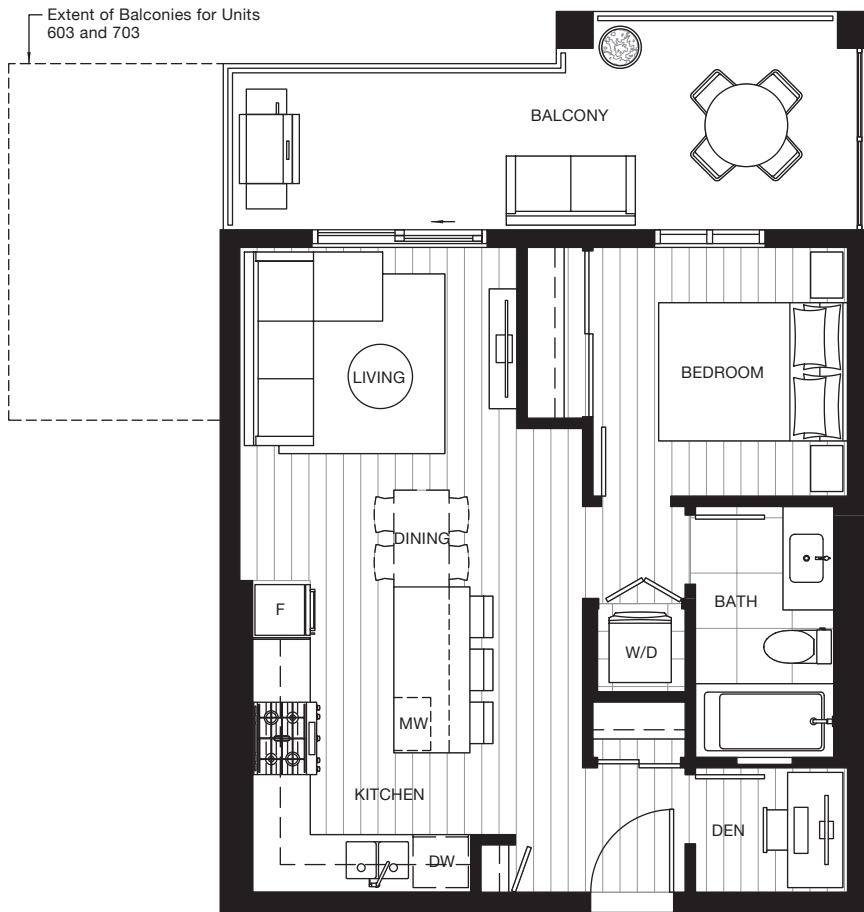 Extent of Balconies for Units
603 and 703
BALCONY
LIVING
BEDROOM
DINING
F
BATH
W/D
MW
KITCHEN
DEN
DW